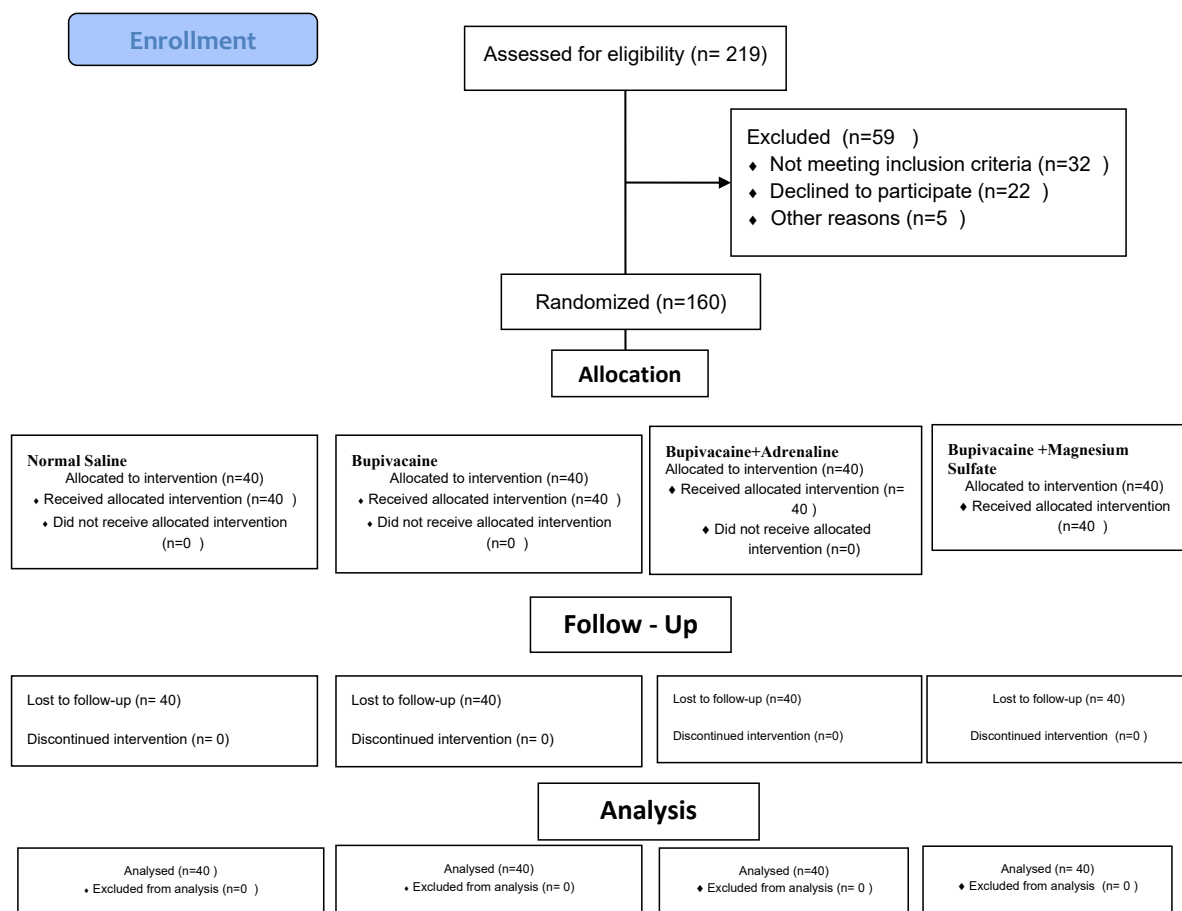 Enrollment
Assessed for eligibility (n= 219)
Excluded (n=59 )
♦ Not meeting inclusion criteria (n=32 )
♦ Declined to participate (n=22 )
♦ Other reasons (n=5 )
Randomized (n=160)
Allocation
Normal Saline
Allocated to intervention (n=40)
♦ Received allocated intervention (n=40 )
♦ Did not receive allocated intervention
(n=0 )
Bupivacaine
Allocated to intervention (n=40)
♦ Received allocated intervention (n=40 )
♦ Did not receive allocated intervention
(n=0 )
Bupivacaine+Adrenaline
Allocated to intervention (n=40)
♦ Received allocated intervention (n=
40 )
♦ Did not receive allocated
intervention (n=0)
Bupivacaine +Magnesium
Sulfate
Allocated to intervention (n=40)
♦ Received allocated intervention
(n=40 )
Follow - Up
Lost to follow-up (n= 40)
Discontinued intervention (n= 0)
Lost to follow-up (n=40)
Discontinued intervention (n= 0)
Lost to follow-up (n=40)
Discontinued intervention (n=0)
Lost to follow-up (n= 40)
Discontinued intervention (n=0 )
Analysis
Analysed (n=40 )
♦ Excluded from analysis (n=0 )
Analysed (n=40)
♦ Excluded from analysis (n= 0)
Analysed (n=40)
♦ Excluded from analysis (n= 0 )
Analysed (n= 40)
♦ Excluded from analysis (n= 0 )